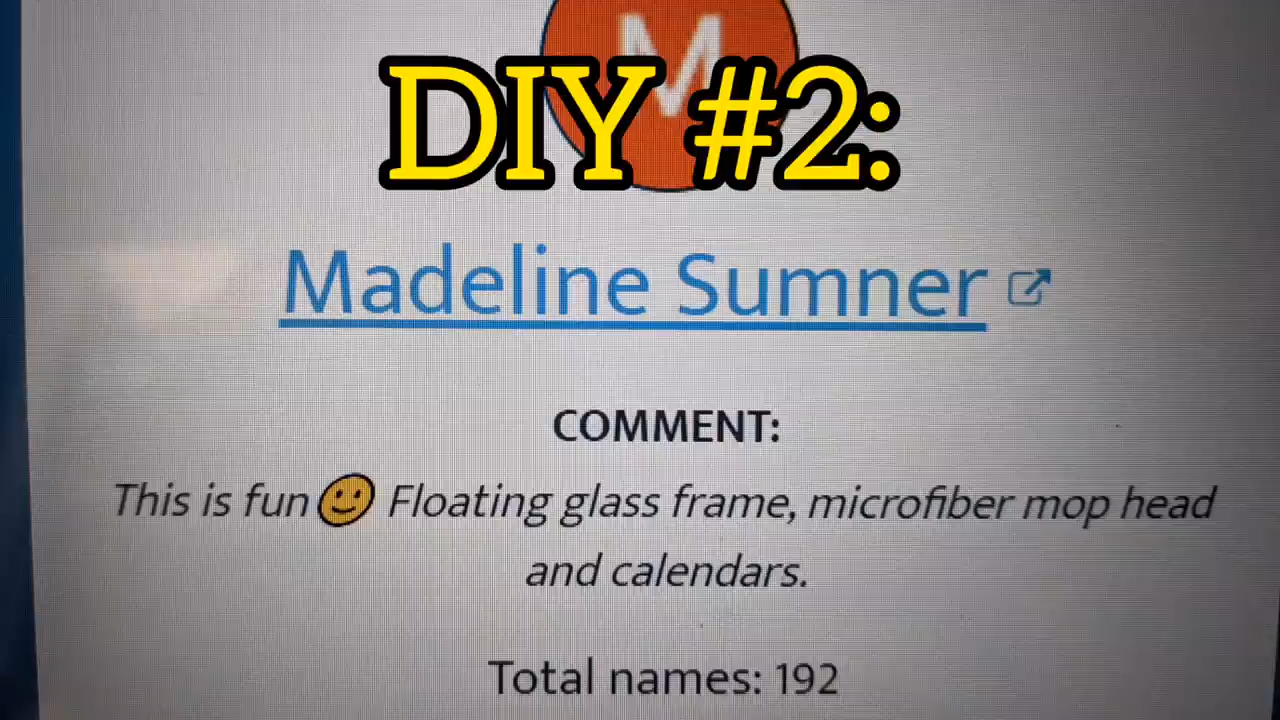 M
DIY #2:
Madeline Sumner
COMMENT:
This is fun🙂 Floating glass frame, microfiber mop head
and calendars.
Total names: 192